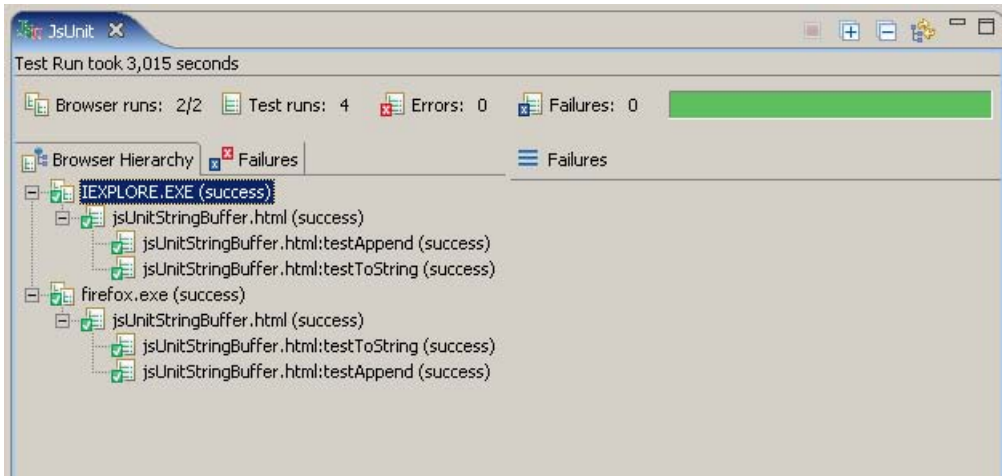 JsUnit
Test Run took 3,015 seconds
Browser runs: 2/2 Test runs: 4 Errors: 0 Failures: 0
Browser Hierarchy Failures Failures
IEXPLORE.EXE (success)
jsUnitStringBuffer.html (success)
jsUnitStringBuffer.html:testAppend (success)
jsUnitStringBuffer.html:testToString (success)
firefox.exe (success)
jsUnitStringBuffer.html (success)
jsUnitStringBuffer.html:testToString (success)
jsUnitStringBuffer.html:testAppend (success)